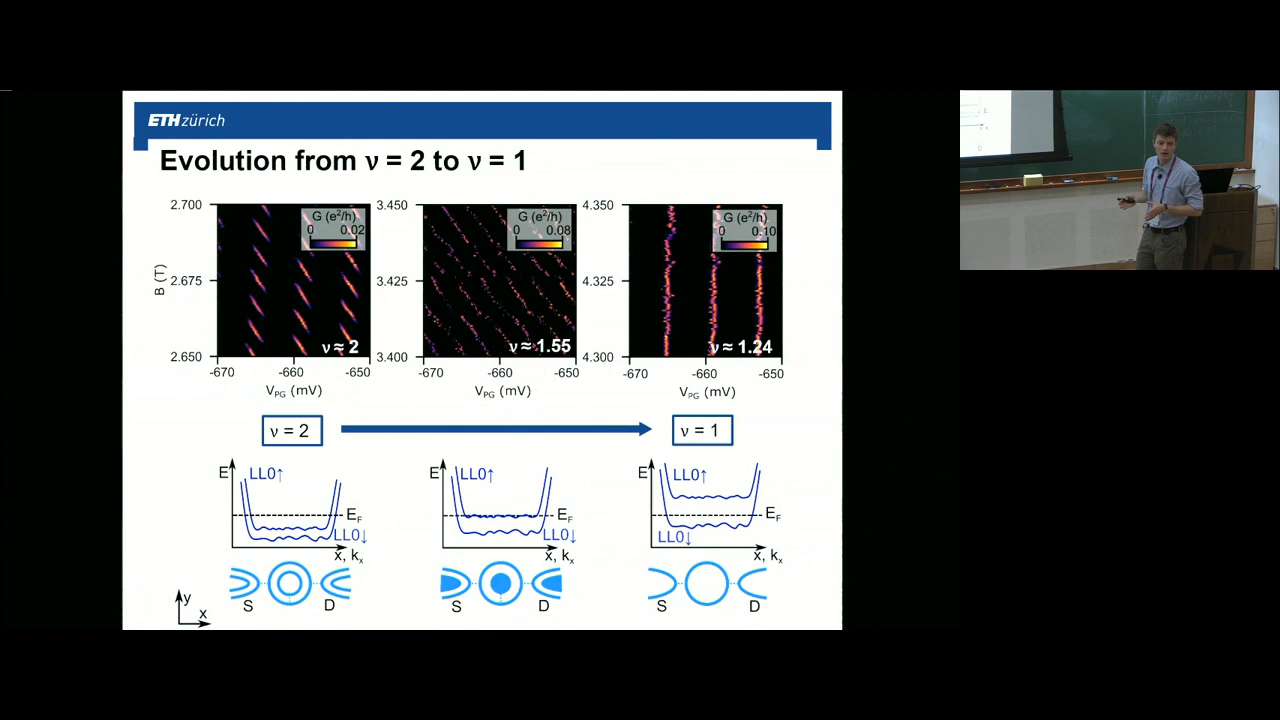 ETH zürich
Evolution from ν = 2 to ν = 1
B (T)
2.700
2.675
2.650
G (e²/h)
0 0.02
ν ≈ 2
-670 -660 -650
V_PG (mV)
3.450
3.425
3.400
G (e²/h)
0 0.08
ν ≈ 1.55
-670 -660 -650
V_PG (mV)
4.350
4.325
4.300
G (e²/h)
0 0.10
ν ≈ 1.24
-670 -660 -650
V_PG (mV)
ν = 2
ν = 1
E
LL0↑
E_F
LL0↓
x, k_x
S D
E
LL0↑
E_F
LL0↓
x, k_x
S D
E
LL0↑
E_F
LL0↓
x, k_x
S D
y
x